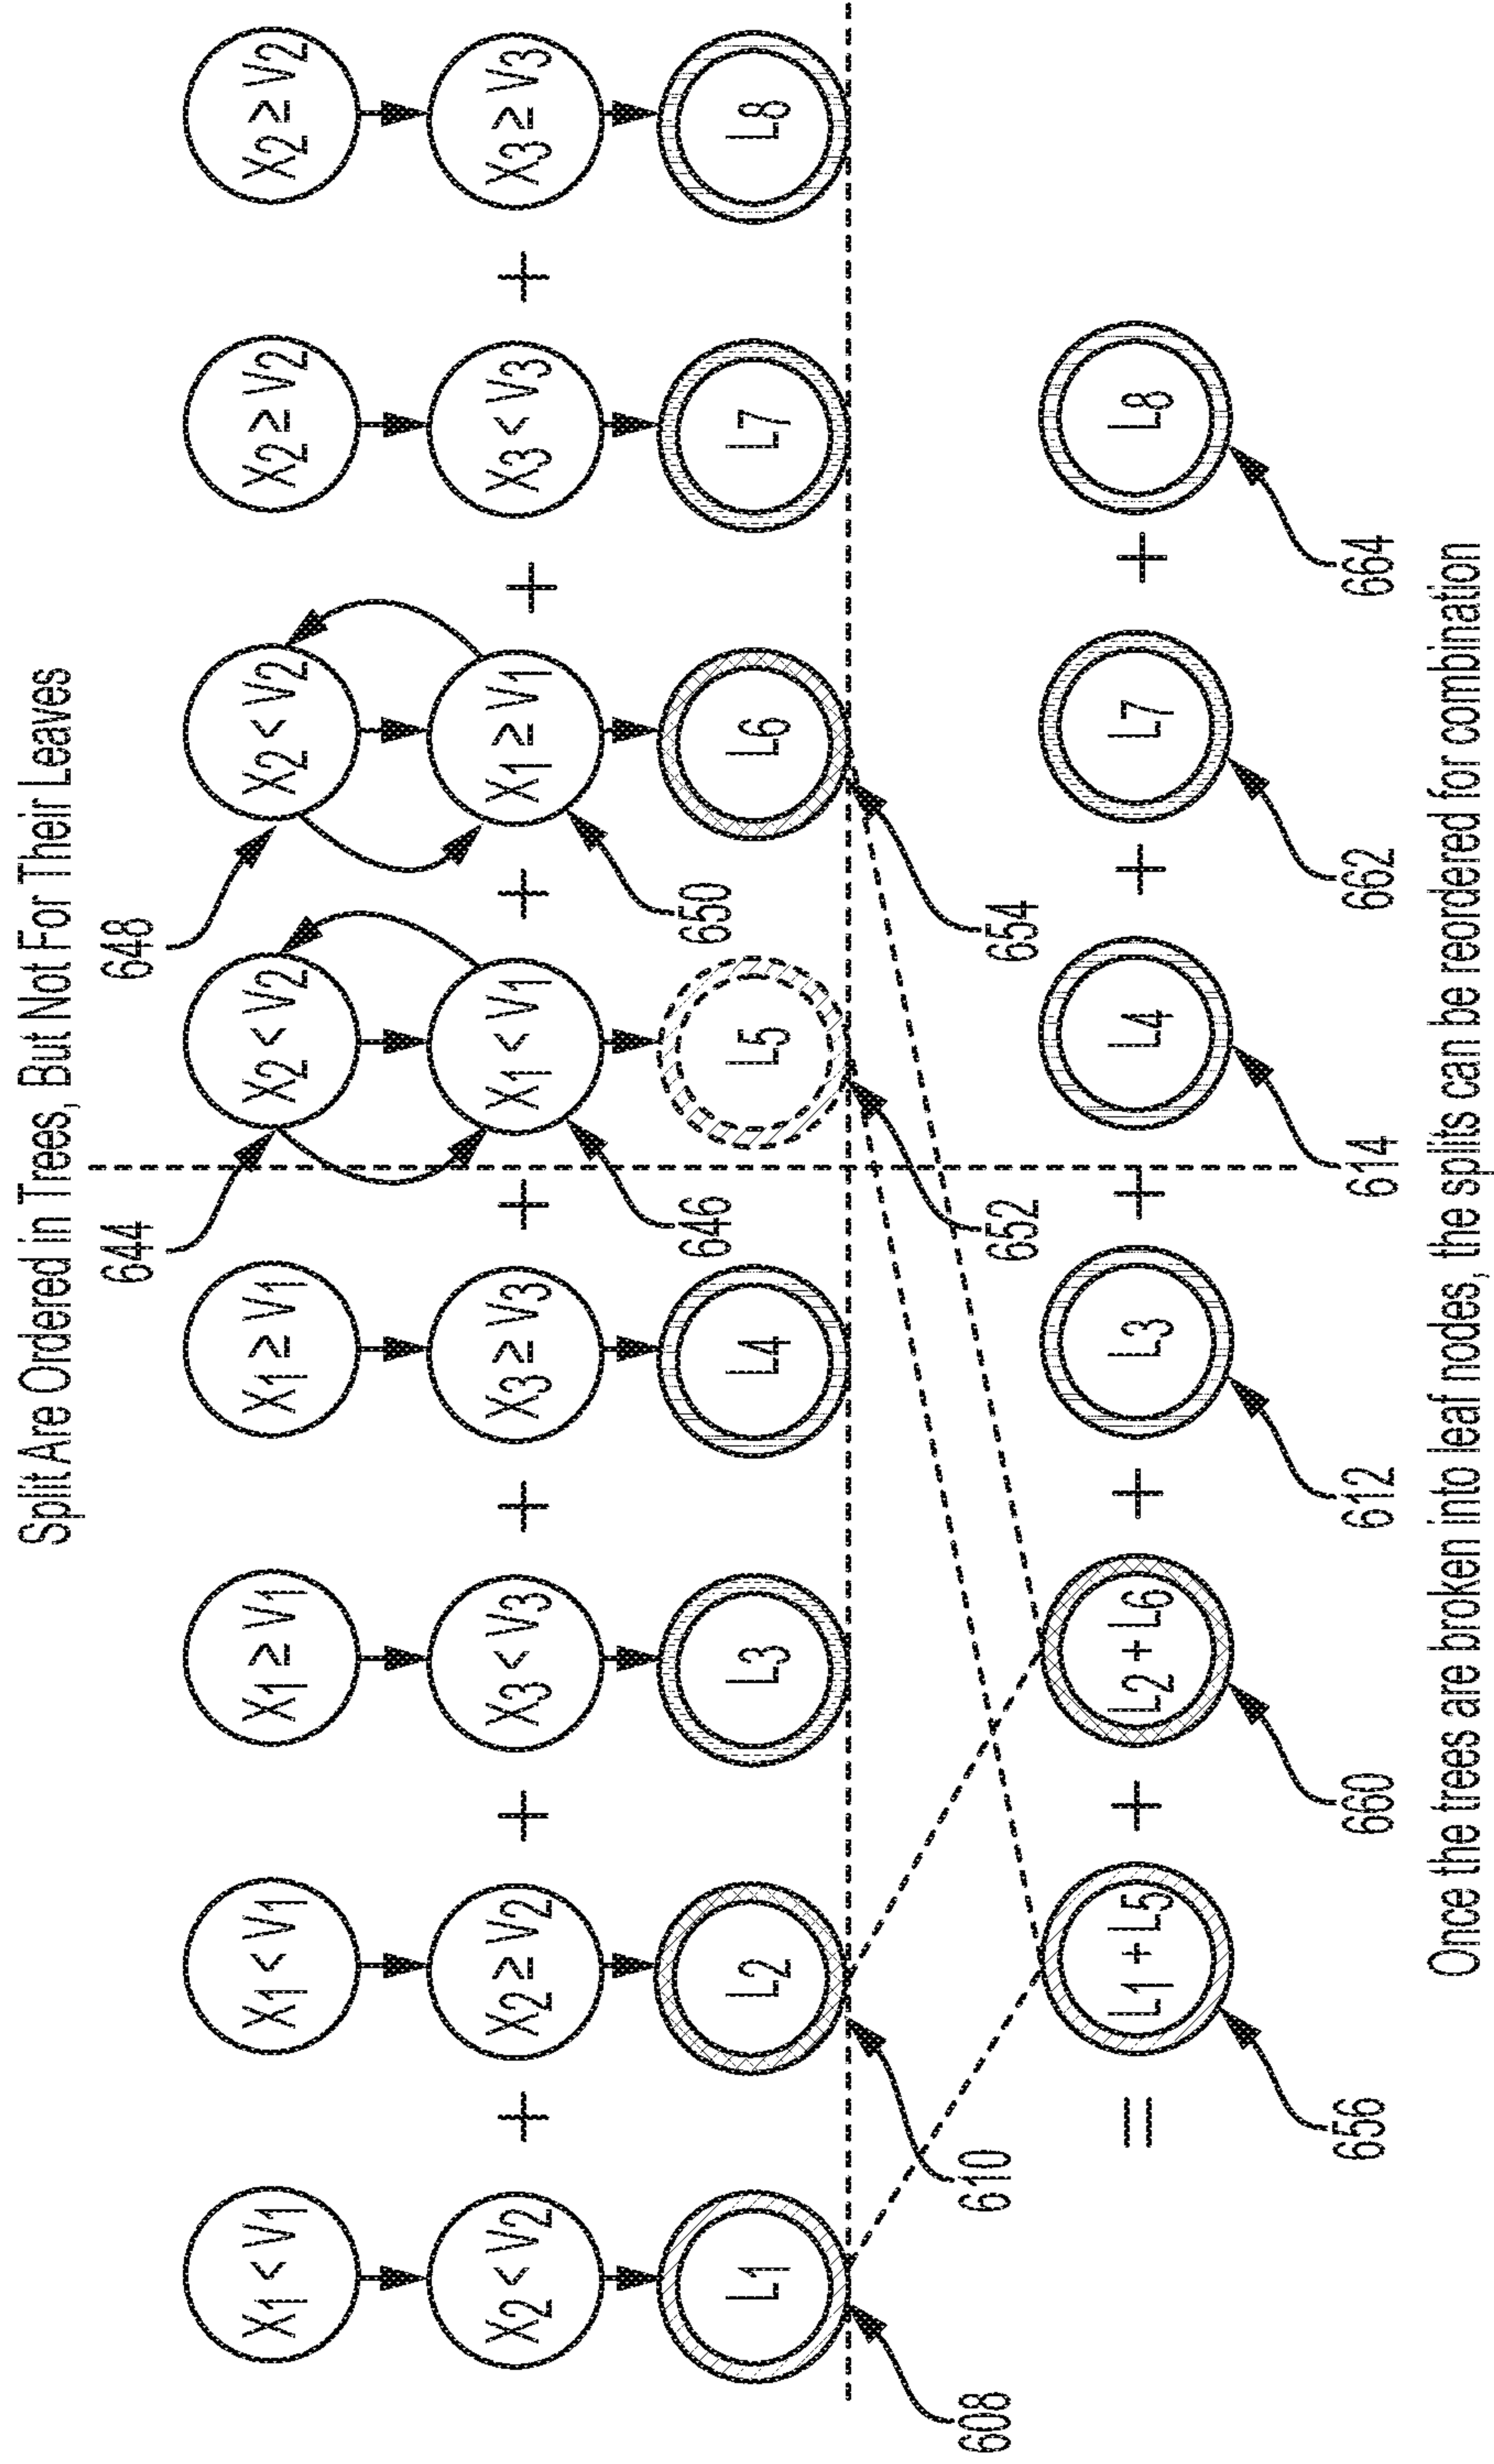 Split Are Ordered in Trees, But Not For Their Leaves
644
648
X1 < V1
X1 < V1
X1 ≥ V1
X1 ≥ V1
X2 < V2
X2 < V2
X2 ≥ V2
X2 ≥ V2
X2 < V2 + X2 ≥ V2 + X3 < V3 + X3 ≥ V3 + X1 < V1 + X1 ≥ V1 + X3 < V3 + X3 ≥ V3
646
650
L1
L2
L3
L4
L5
L6
L7
L8
608
610
652
654
= L1 + L5 + L2 + L6 + L3 + L4 + L7 + L8
656
660
612
614
662
664
Once the trees are broken into leaf nodes, the splits can be reordered for combination